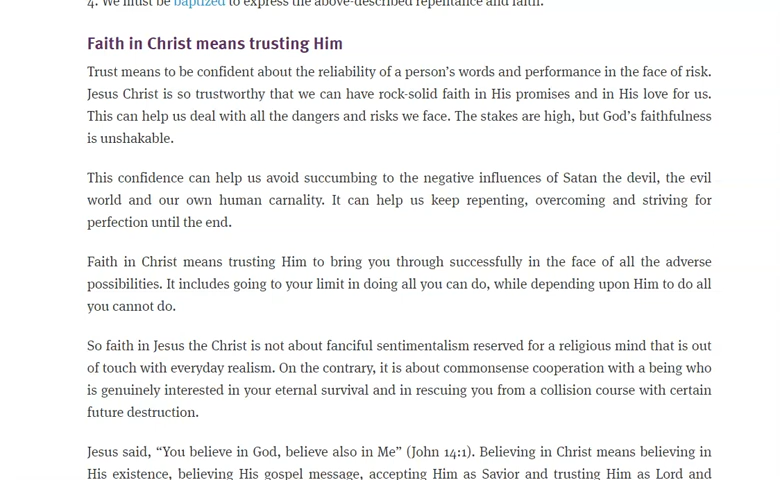 4. We must be baptized to express the above-described repentance and faith.
Faith in Christ means trusting Him
Trust means to be confident about the reliability of a person's words and performance in the face of risk.
Jesus Christ is so trustworthy that we can have rock-solid faith in His promises and in His love for us.
This can help us deal with all the dangers and risks we face. The stakes are high, but God's faithfulness
is unshakable.
This confidence can help us avoid succumbing to the negative influences of Satan the devil, the evil
world and our own human carnality. It can help us keep repenting, overcoming and striving for
perfection until the end.
Faith in Christ means trusting Him to bring you through successfully in the face of all the adverse
possibilities. It includes going to your limit in doing all you can do, while depending upon Him to do all
you cannot do.
So faith in Jesus the Christ is not about fanciful sentimentalism reserved for a religious mind that is out
of touch with everyday realism. On the contrary, it is about commonsense cooperation with a being who
is genuinely interested in your eternal survival and in rescuing you from a collision course with certain
future destruction.
Jesus said, “You believe in God, believe also in Me” (John 14:1). Believing in Christ means believing in
His existence, believing His gospel message, accepting Him as Savior and trusting Him as Lord and